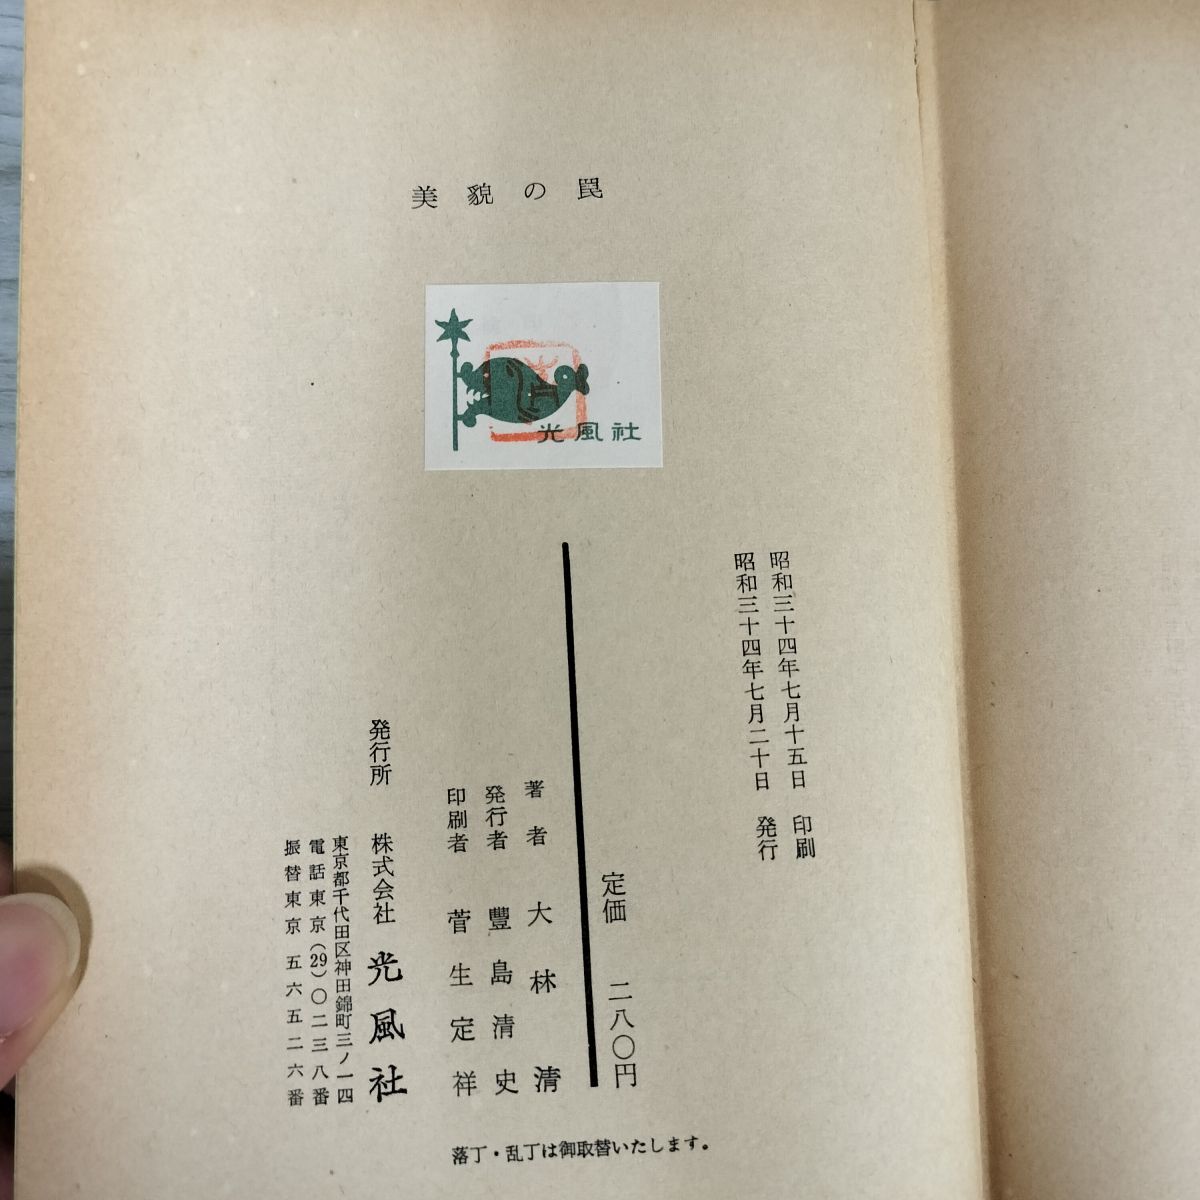 美貌の罠
光風社
昭和三十四年七月十五日 印刷
昭和三十四年七月二十日 発行
定価 二八〇円
著者 大林清
発行者 豐島清史
印刷者 菅生定祥
発行所 株式会社 光風社
東京都千代田区神田錦町三ノ一四
電話東京(29)〇二三八番
振替東京五六五二六番
落丁・乱丁は御取替いたします。